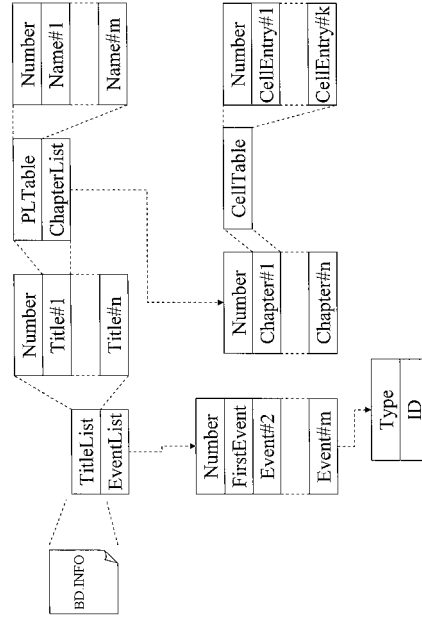 BD.INFO
TitleList
EventList
Number
Title#1
Title#n
PLTable
ChapterList
Number
Name#1
Name#m
Number
FirstEvent
Event#2
Event#m
Type
ID
Number
Chapter#1
Chapter#n
CellTable
Number
CellEntry#1
CellEntry#k